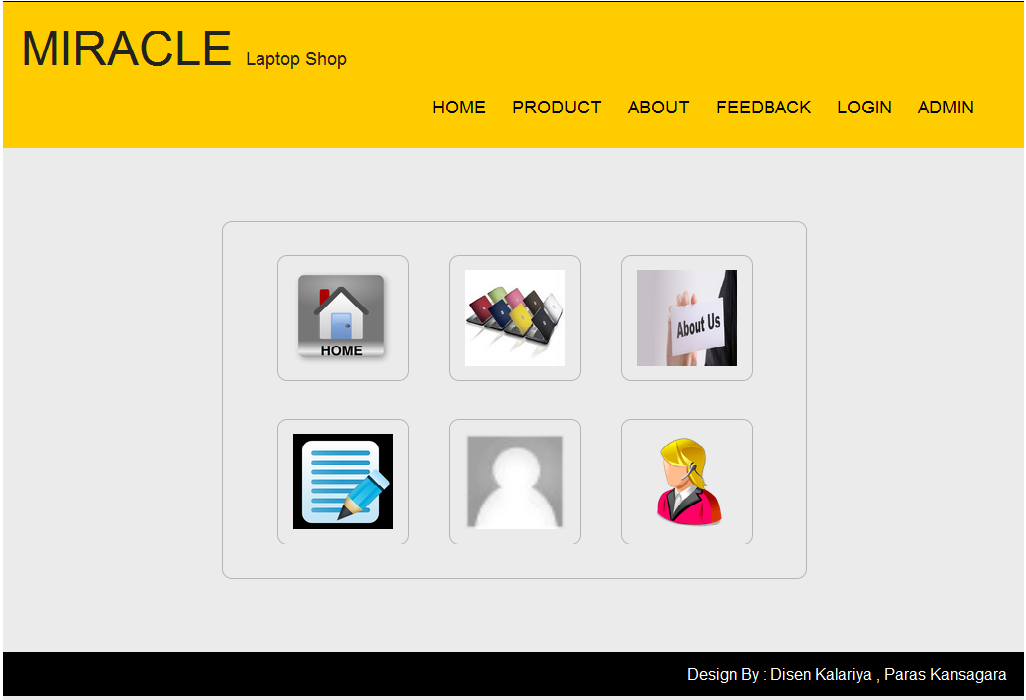 MIRACLE Laptop Shop
HOME PRODUCT ABOUT FEEDBACK LOGIN ADMIN
HOME
About Us
Design By : Disen Kalariya , Paras Kansagara